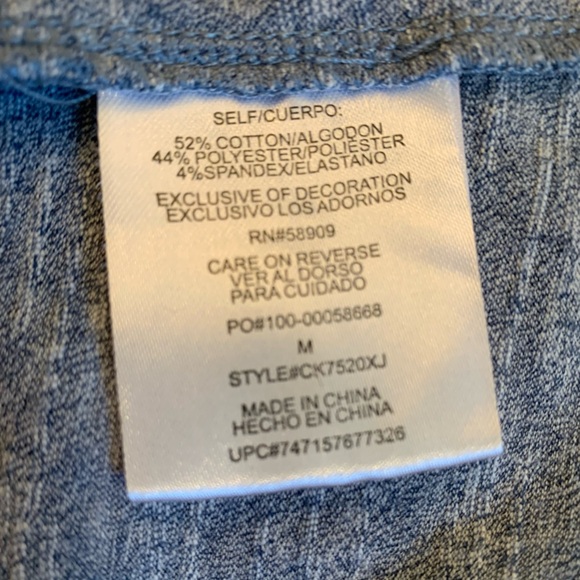 SELF/CUERPO:
52% COTTON/ALGODON
44% POLYESTER/POLIESTER
4%SPANDEX/ELASTANO
EXCLUSIVE OF DECORATION
EXCLUSIVO LOS ADORNOS
RN#58909
CARE ON REVERSE
VER AL DORSO
PARA CUIDADO
PO#100-00058668
M
STYLE#CK7520XJ
MADE IN CHINA
HECHO EN CHINA
UPC#747157677326